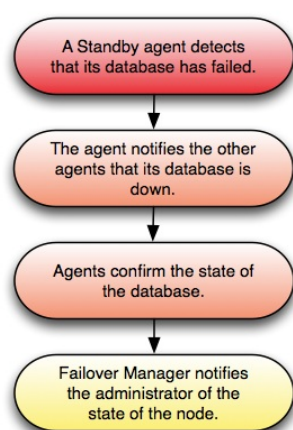 A Standby agent detects
that its database has failed.
The agent notifies the other
agents that its database is
down.
Agents confirm the state of
the database.
Failover Manager notifies
the administrator of the
state of the node.